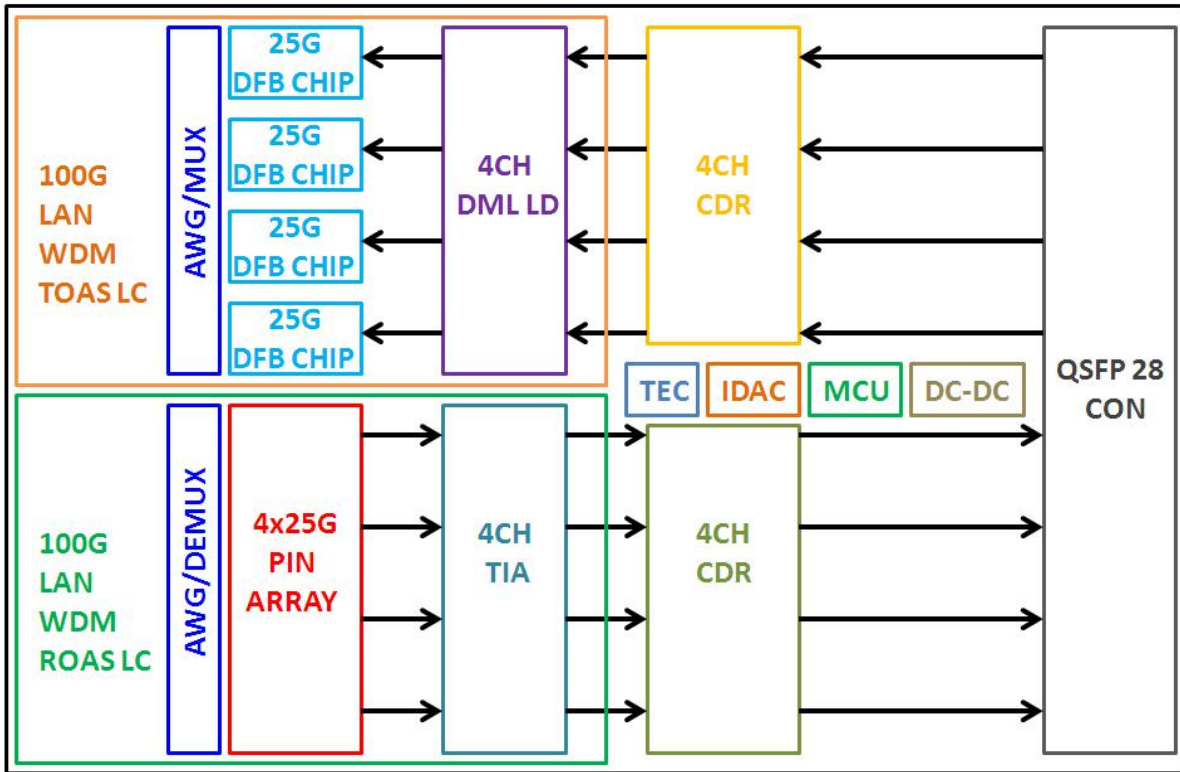 100G
LAN
WDM
TOAS LC
AWG/MUX
25G
DFB CHIP
25G
DFB CHIP
25G
DFB CHIP
25G
DFB CHIP
4CH
DML LD
4CH
CDR
QSFP 28
CON
TEC
IDAC
MCU
DC-DC
100G
LAN
WDM
ROAS LC
AWG/DEMUX
4x25G
PIN
ARRAY
4CH
TIA
4CH
CDR